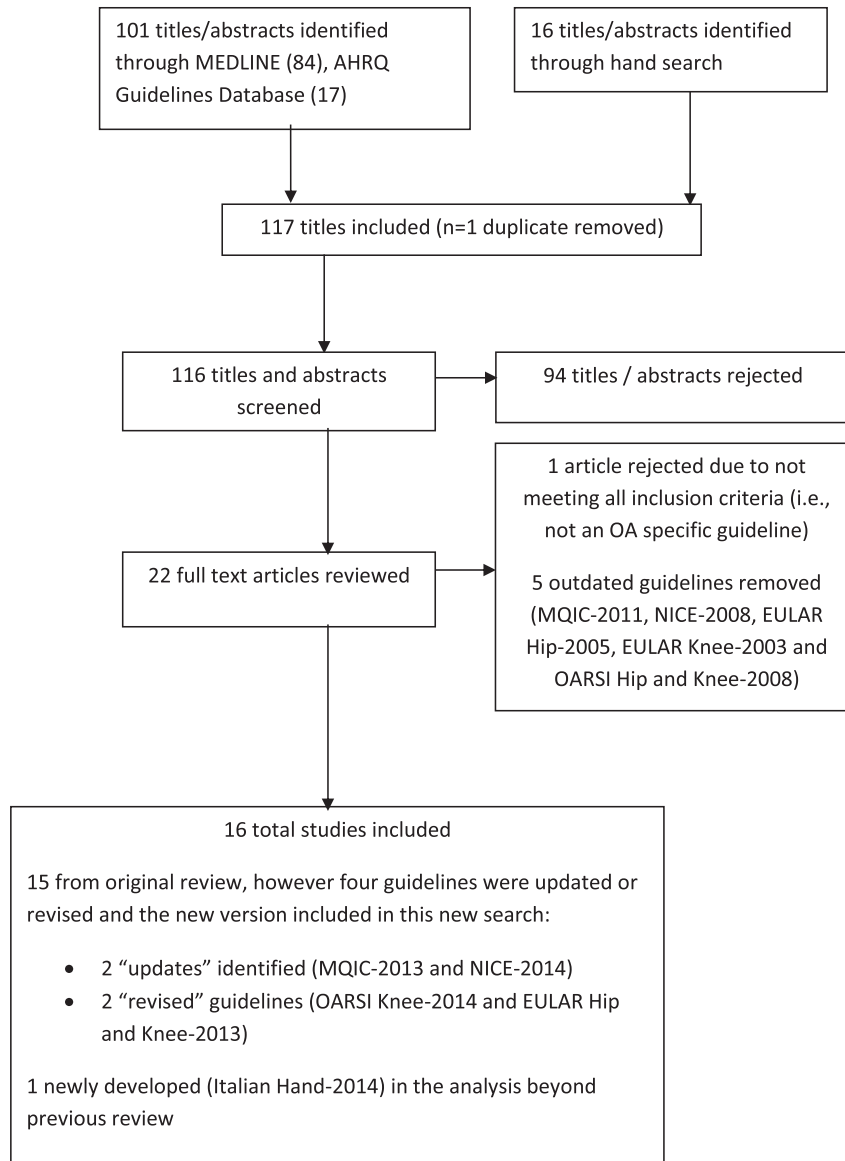 101 titles/abstracts identified
through MEDLINE (84), AHRQ
Guidelines Database (17)
16 titles/abstracts identified
through hand search
117 titles included (n=1 duplicate removed)
116 titles and abstracts
screened
94 titles / abstracts rejected
1 article rejected due to not
meeting all inclusion criteria (i.e.,
not an OA specific guideline)
5 outdated guidelines removed
(MQIC-2011, NICE-2008, EULAR
Hip-2005, EULAR Knee-2003 and
OARSI Hip and Knee-2008)
22 full text articles reviewed
16 total studies included
15 from original review, however four guidelines were updated or
revised and the new version included in this new search:
• 2 “updates” identified (MQIC-2013 and NICE-2014)
• 2 “revised” guidelines (OARSI Knee-2014 and EULAR Hip
and Knee-2013)
1 newly developed (Italian Hand-2014) in the analysis beyond
previous review